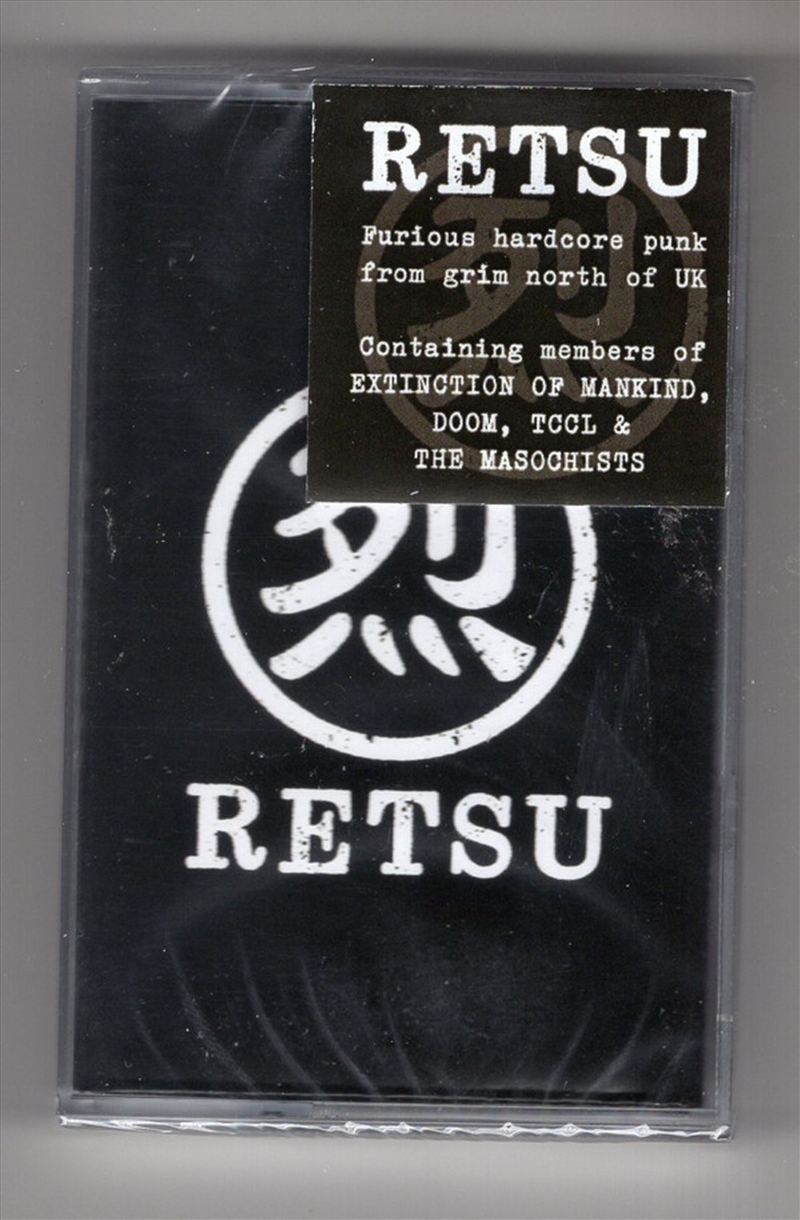 RETSU
Furious hardcore punk
from grim north of UK
Containing members of
EXTINCTION OF MANKIND,
DOOM, TCCL &
THE MASOCHISTS
烈
RETSU